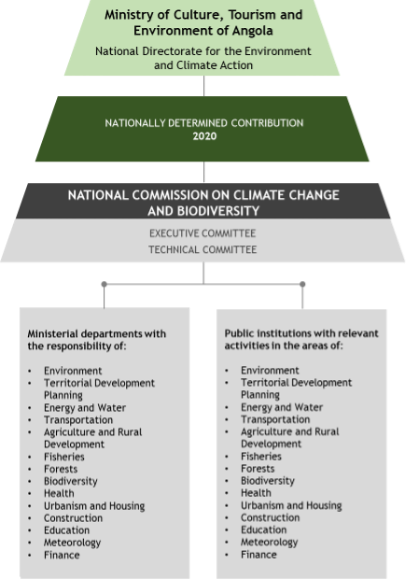 Ministry of Culture, Tourism and
Environment of Angola
National Directorate for the Environment
and Climate Action
NATIONALLY DETERMINED CONTRIBUTION
2020
NATIONAL COMMISSION ON CLIMATE CHANGE
AND BIODIVERSITY
EXECUTIVE COMMITTEE
TECHNICAL COMMITTEE
Ministerial departments with
the responsibility of:
• Environment
• Territorial Development
Planning
• Energy and Water
• Transportation
• Agriculture and Rural
Development
• Fisheries
• Forests
• Biodiversity
• Health
• Urbanism and Housing
• Construction
• Education
• Meteorology
• Finance
Public institutions with relevant
activities in the areas of:
• Environment
• Territorial Development
Planning
• Energy and Water
• Transportation
• Agriculture and Rural
Development
• Fisheries
• Forests
• Biodiversity
• Health
• Urbanism and Housing
• Construction
• Education
• Meteorology
• Finance